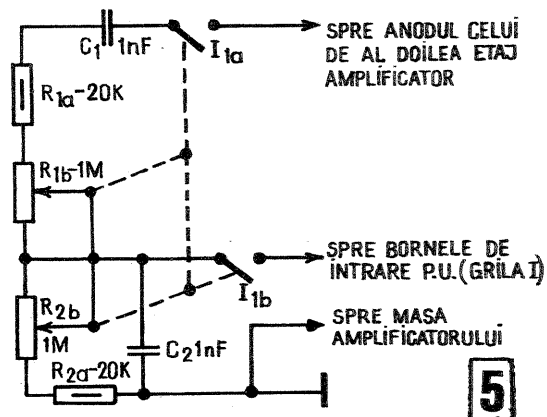 C1 1nF
I1a
SPRE ANODUL CELUI
DE AL DOILEA ETAJ
AMPLIFICATOR
R1a-20K
R1b-1M
SPRE BORNELE DE
INTRARE P.U.(GRILA I)
I1b
R2b
1M
C2 1nF
SPRE MASA
AMPLIFICATORULUI
R2a-20K
5